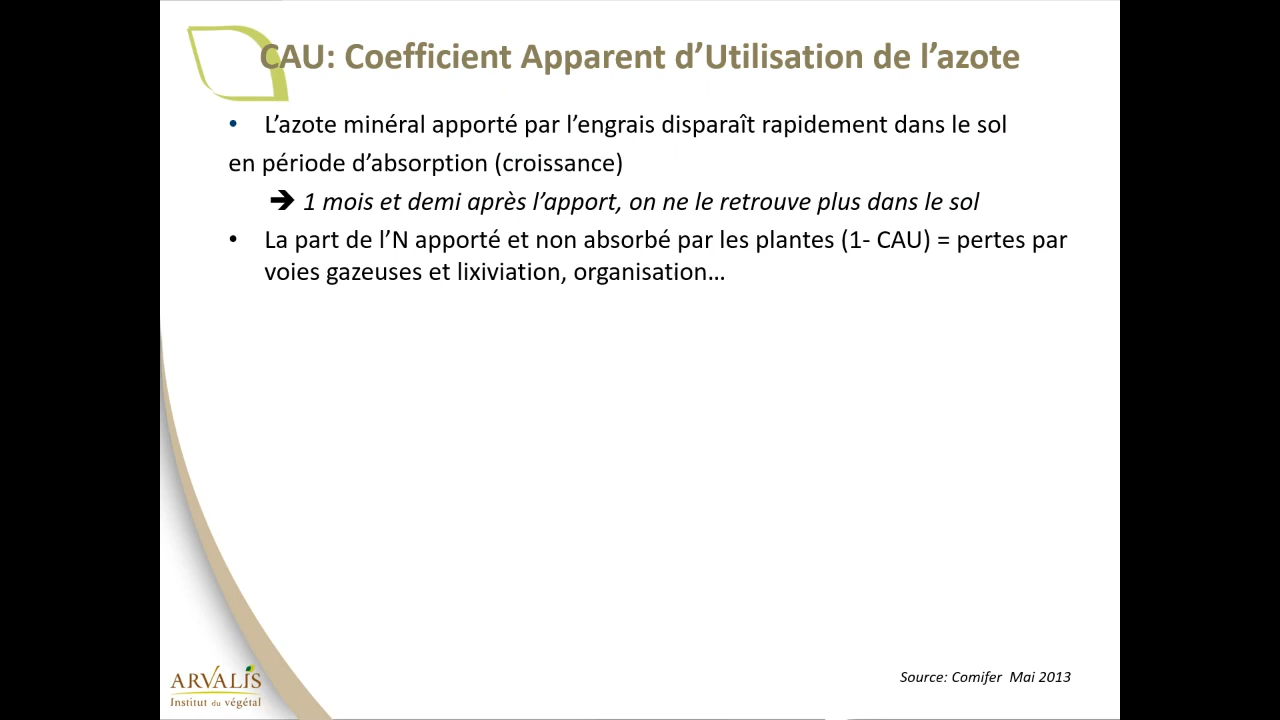 CAU: Coefficient Apparent d’Utilisation de l’azote
• L’azote minéral apporté par l’engrais disparaît rapidement dans le sol
en période d’absorption (croissance)
➔ 1 mois et demi après l’apport, on ne le retrouve plus dans le sol
• La part de l’N apporté et non absorbé par les plantes (1- CAU) = pertes par
voies gazeuses et lixiviation, organisation…
Source: Comifer Mai 2013
ARVALIS
Institut du végétal